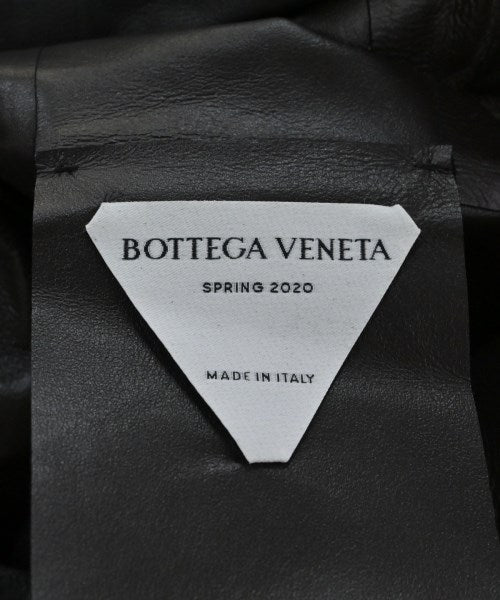 BOTTEGA VENETA
SPRING 2020
MADE IN ITALY